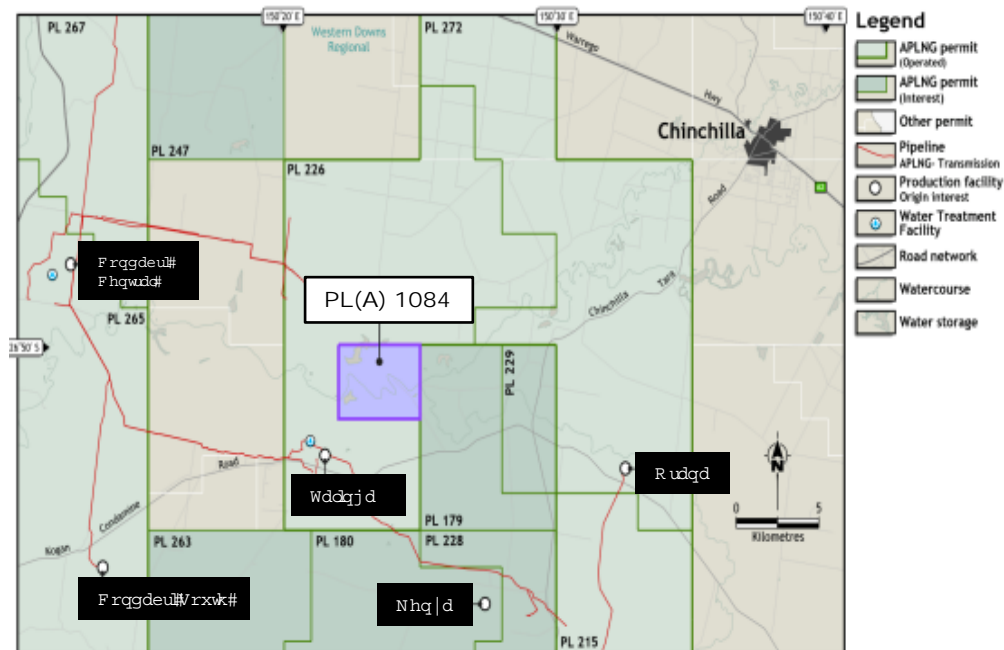 150°20' E
150°30' E
150°40' E
PL 267
Western Downs
Regional
PL 272
Warrego
Hwy
Chinchilla
PL 247
PL 226
Road
Frqgdeul#
Fhqwudo#
PL(A) 1084
Chinchilla
Tara
PL 265
26°50' S
PL 229
Wddqjd
Rudqd
Road
Condamine
Kogan
PL 179
PL 263
PL 180
PL 228
N
0 5
Kilometres
Frqgdeul#Vrxwk#
Nhq|d
PL 215
Legend
APLNG permit
(Operated)
APLNG permit
(Interest)
Other permit
Pipeline
APLNG- Transmission
Production facility
Origin interest
Water Treatment
Facility
Road network
Watercourse
Water storage